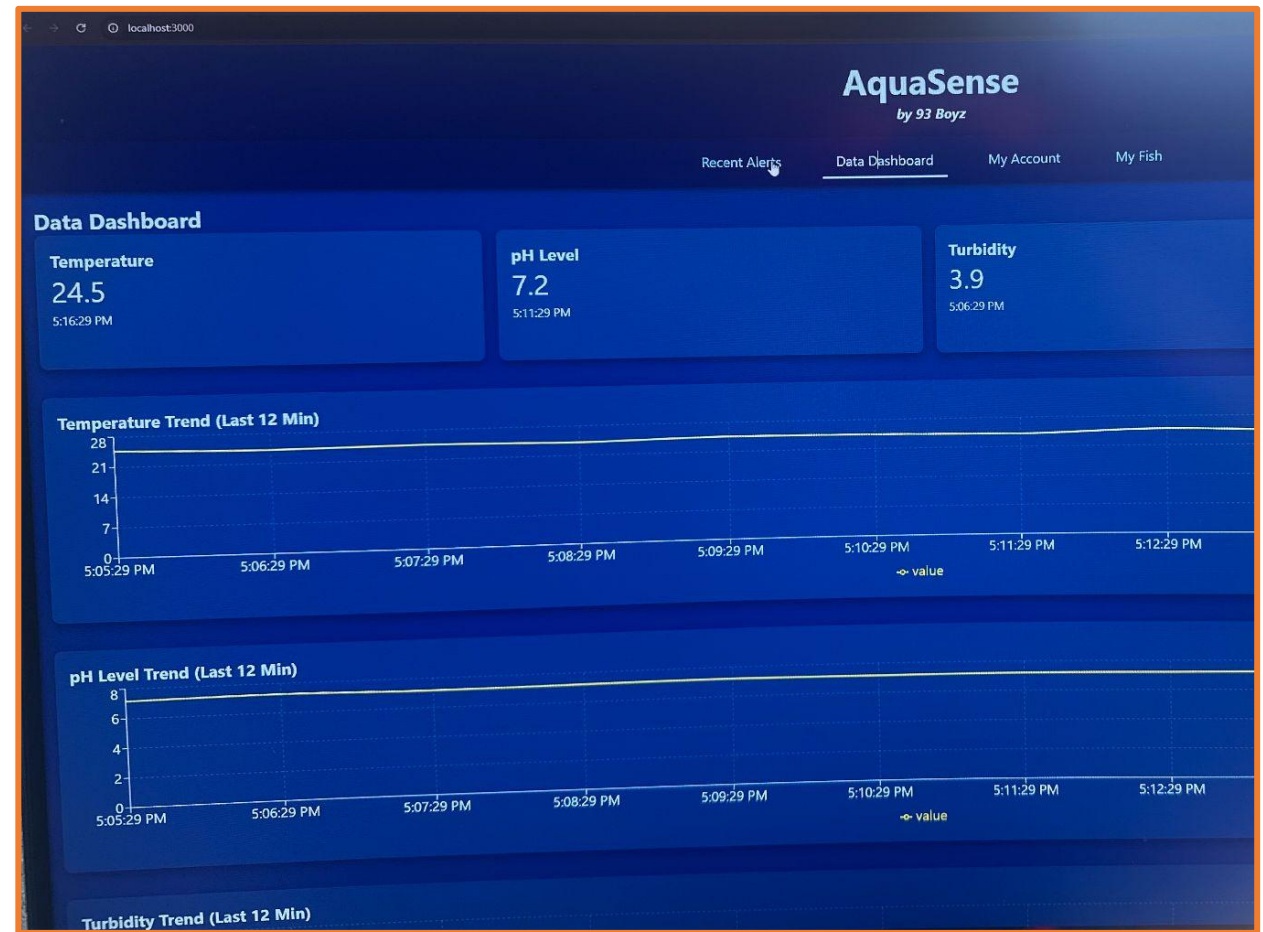 localhost:3000
AquaSense
by 93 Boyz
Recent Alerts Data Dashboard My Account My Fish
Data Dashboard
Temperature
24.5
5:16:29 PM
pH Level
7.2
5:11:29 PM
Turbidity
3.9
5:06:29 PM
Temperature Trend (Last 12 Min)
28
21
14
7
0
5:05:29 PM 5:06:29 PM 5:07:29 PM 5:08:29 PM 5:09:29 PM 5:10:29 PM 5:11:29 PM 5:12:29 PM
value
pH Level Trend (Last 12 Min)
8
6
4
2
0
5:05:29 PM 5:06:29 PM 5:07:29 PM 5:08:29 PM 5:09:29 PM 5:10:29 PM 5:11:29 PM 5:12:29 PM
value
Turbidity Trend (Last 12 Min)